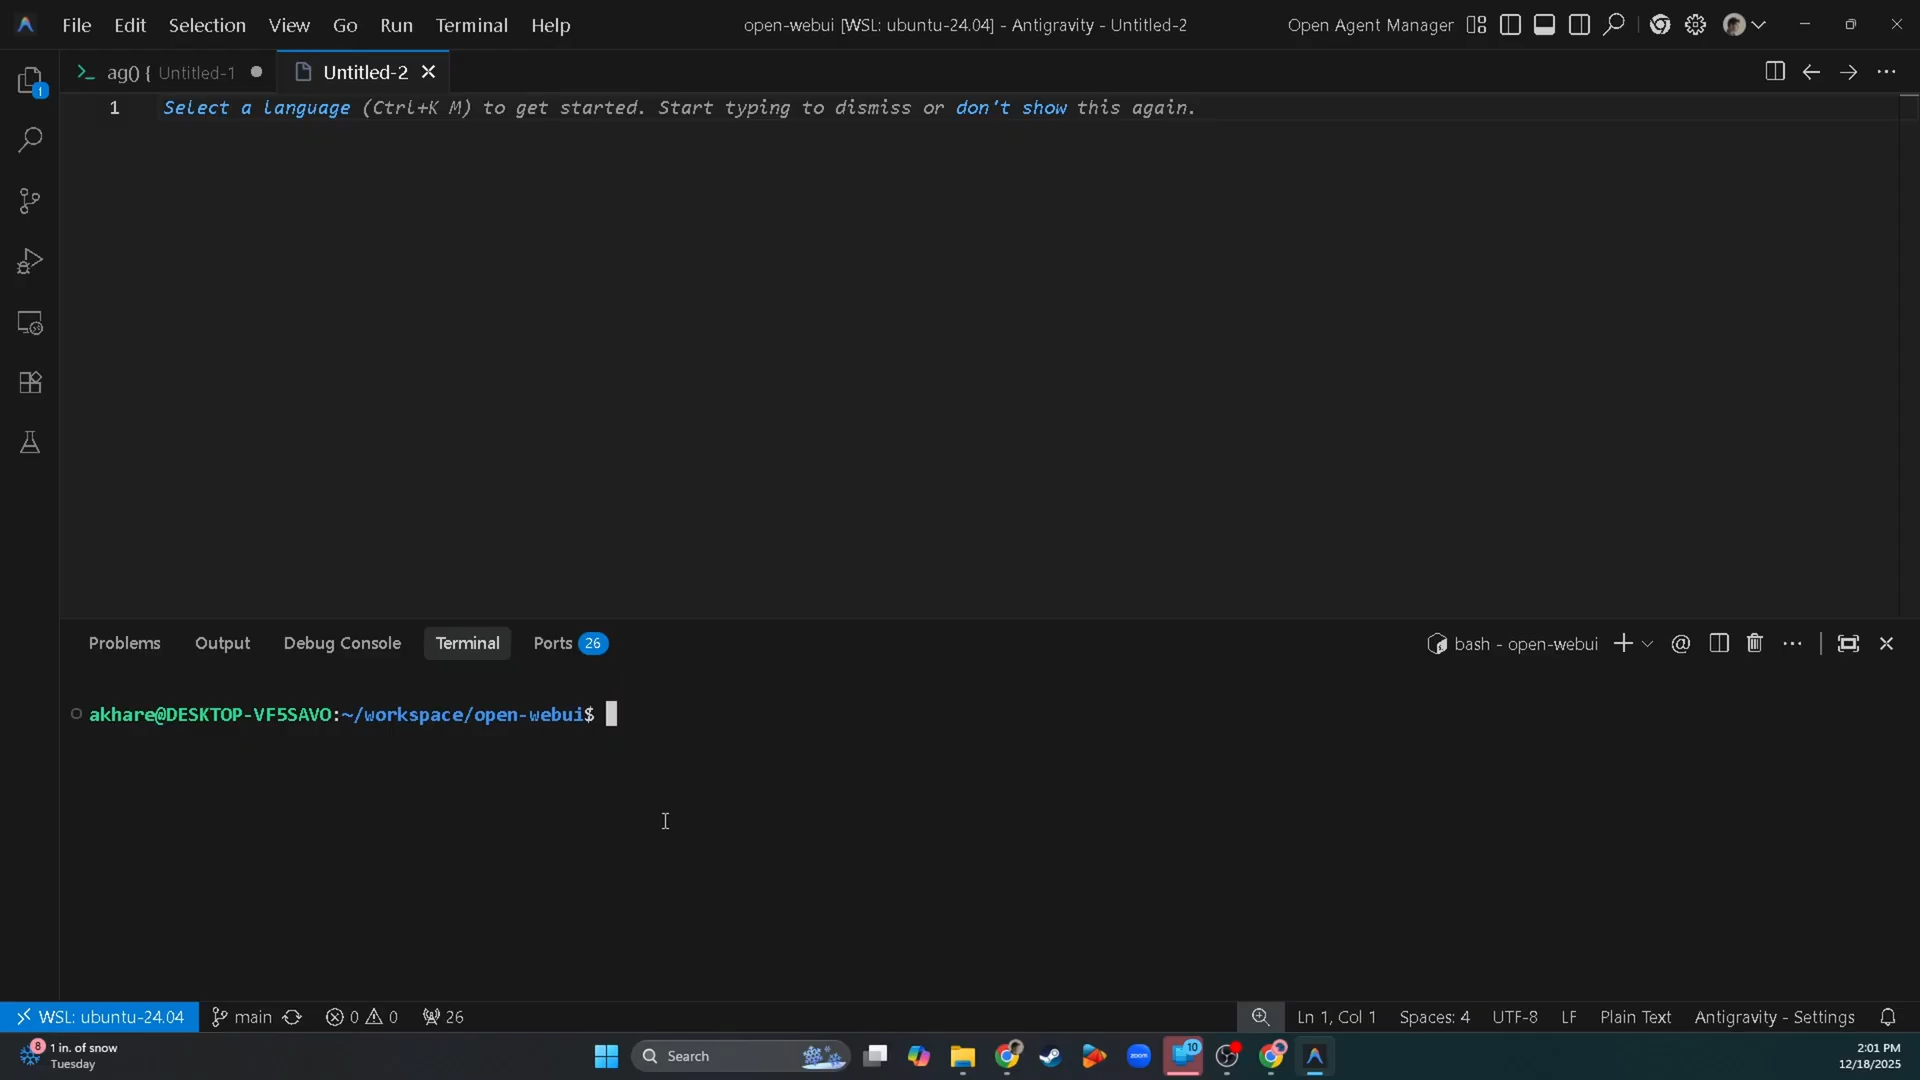 File Edit Selection View Go Run Terminal Help
open-webui [WSL: ubuntu-24.04] - Antigravity - Untitled-2
Open Agent Manager
1
ag() { Untitled-1
Untitled-2
1 Select a language (Ctrl+K M) to get started. Start typing to dismiss or don't show this again.
Problems Output Debug Console Terminal Ports 26
bash - open-webui
akhare@DESKTOP-VF5SAVO:~/workspace/open-webui$
WSL: ubuntu-24.04 main 0 0 26
Ln 1, Col 1 Spaces: 4 UTF-8 LF Plain Text Antigravity - Settings
8
1 in. of snow
Tuesday
Search
zoom
10
2:01 PM
12/18/2025